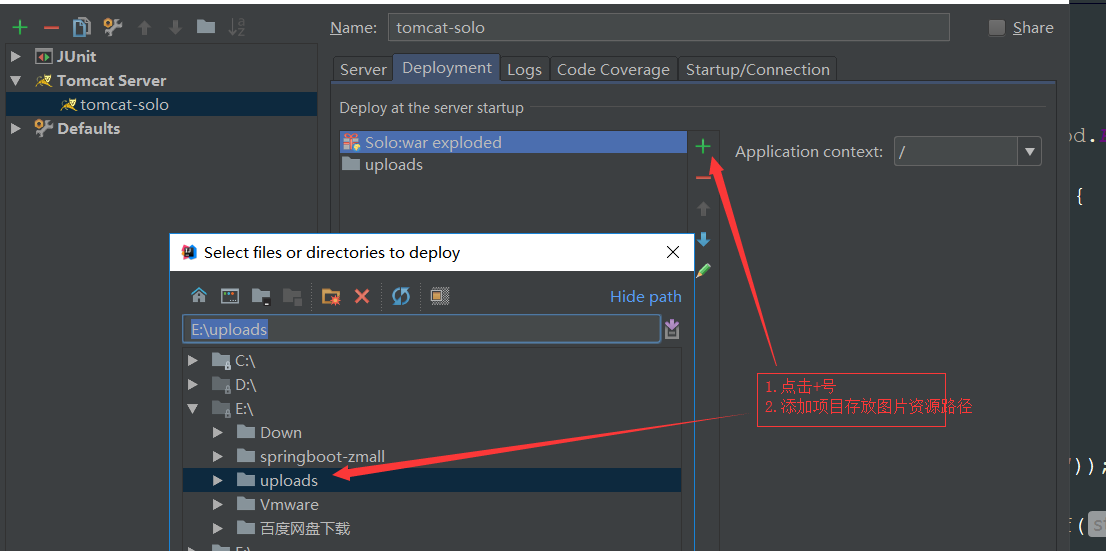 Name: tomcat-solo Share
JUnit
Tomcat Server
tomcat-solo
Defaults
Server Deployment Logs Code Coverage Startup/Connection
Deploy at the server startup
Solo:war exploded
uploads
Application context: /
{
Select files or directories to deploy
Hide path
E:\uploads
C:\
D:\
E:\
Down
springboot-zmall
uploads
Vmware
百度网盘下载
1.点击+号
2.添加项目存放图片资源路径